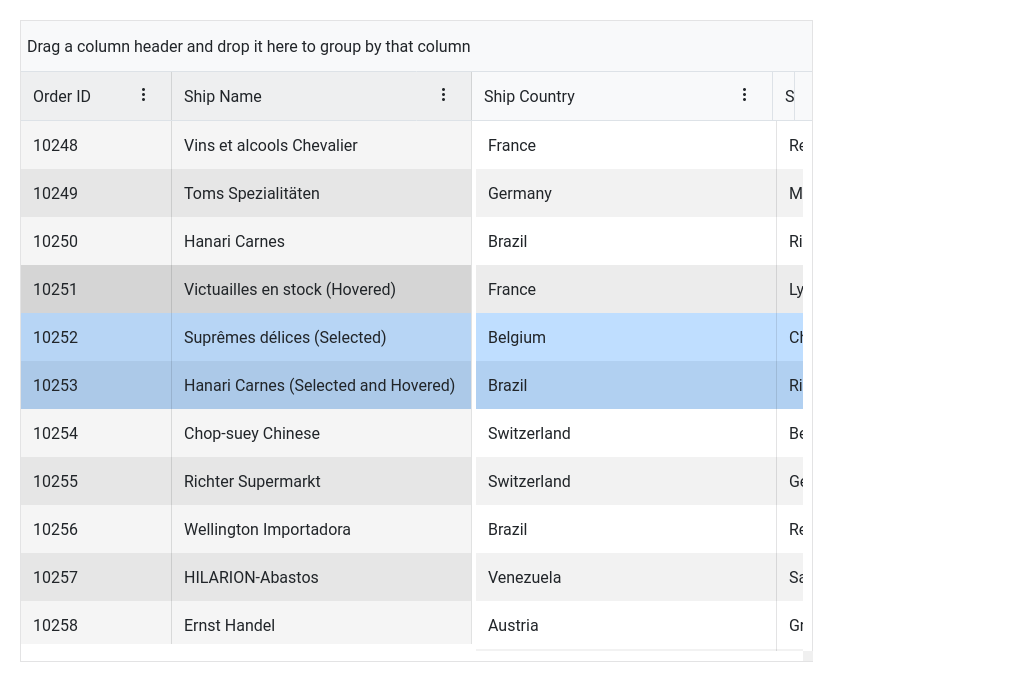 Drag a column header and drop it here to group by that column
Order ID Ship Name Ship Country S
10248 Vins et alcools Chevalier France Re
10249 Toms Spezialitäten Germany M
10250 Hanari Carnes Brazil Ri
10251 Victuailles en stock (Hovered) France Ly
10252 Suprêmes délices (Selected) Belgium Ch
10253 Hanari Carnes (Selected and Hovered) Brazil Ri
10254 Chop-suey Chinese Switzerland Be
10255 Richter Supermarkt Switzerland Ge
10256 Wellington Importadora Brazil Re
10257 HILARION-Abastos Venezuela Sa
10258 Ernst Handel Austria Gr